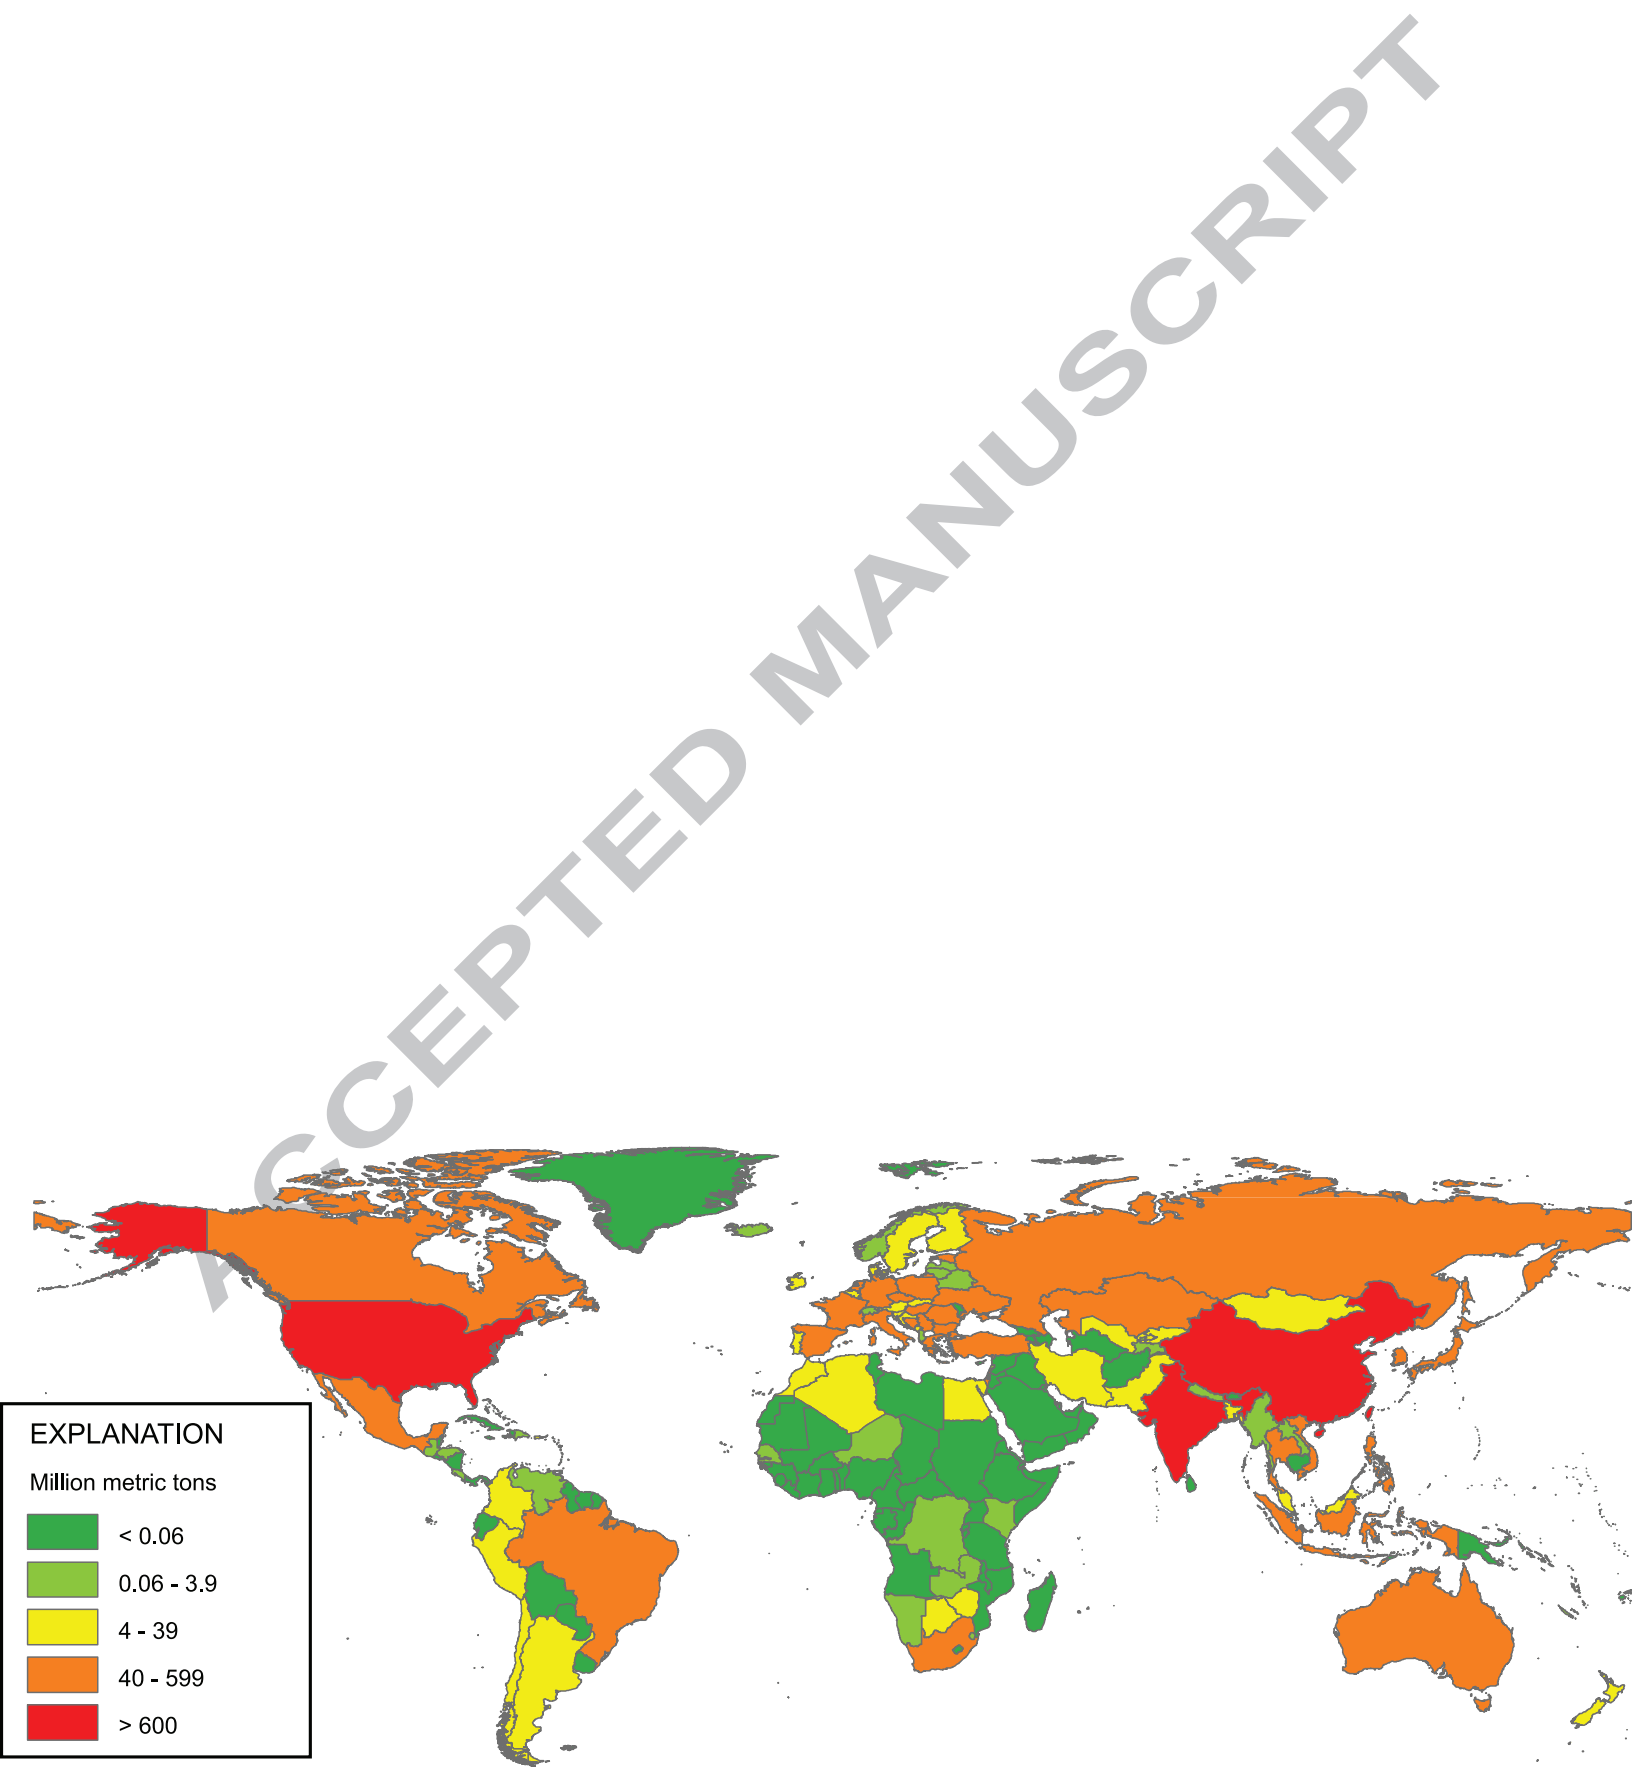 ACCEPTED MANUSCRIPT
EXPLANATION
Million metric tons
< 0.06
0.06 - 3.9
4 - 39
40 - 599
> 600